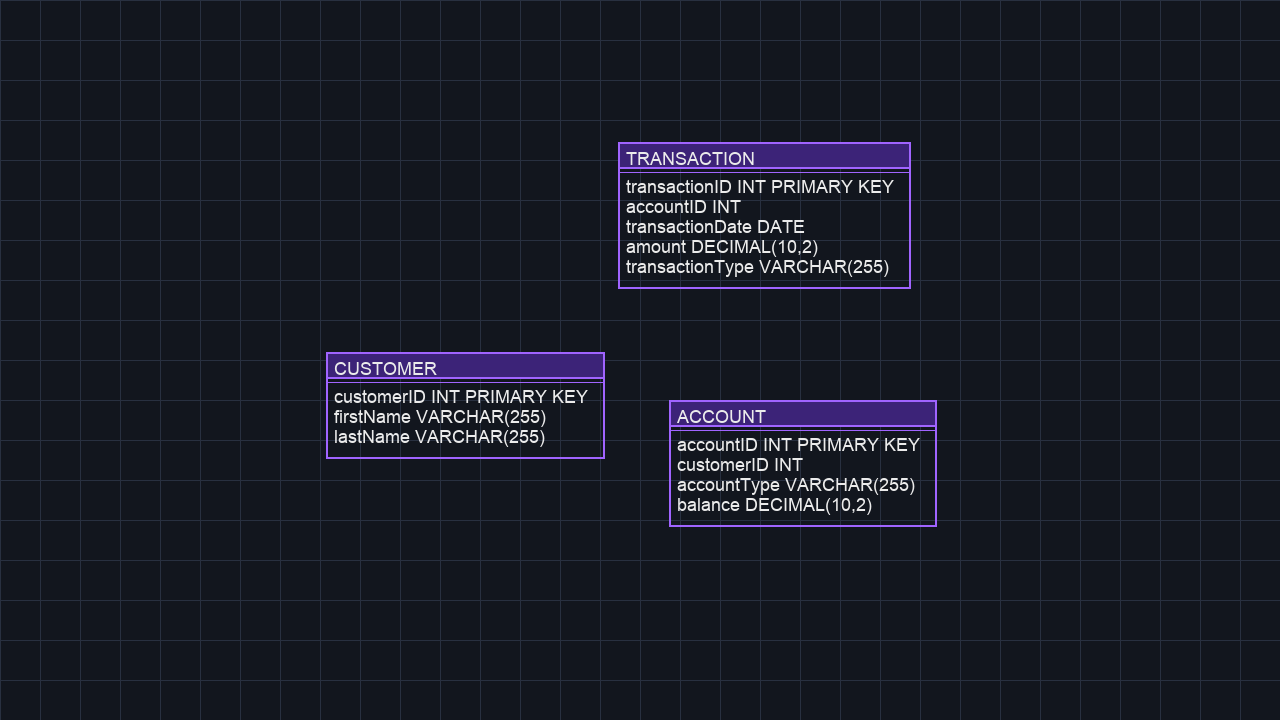 TRANSACTION
transactionID INT PRIMARY KEY
accountID INT
transactionDate DATE
amount DECIMAL(10,2)
transactionType VARCHAR(255)
CUSTOMER
customerID INT PRIMARY KEY
firstName VARCHAR(255)
lastName VARCHAR(255)
ACCOUNT
accountID INT PRIMARY KEY
customerID INT
accountType VARCHAR(255)
balance DECIMAL(10,2)